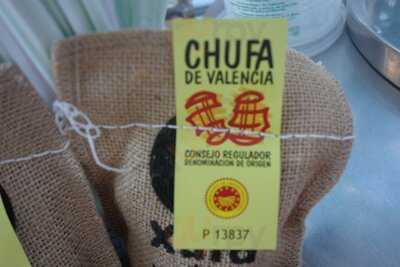 CHUFA
DE VALENCIA
CONSEJO REGULADOR
DENOMINACIÓN DE ORIGEN
P 13837